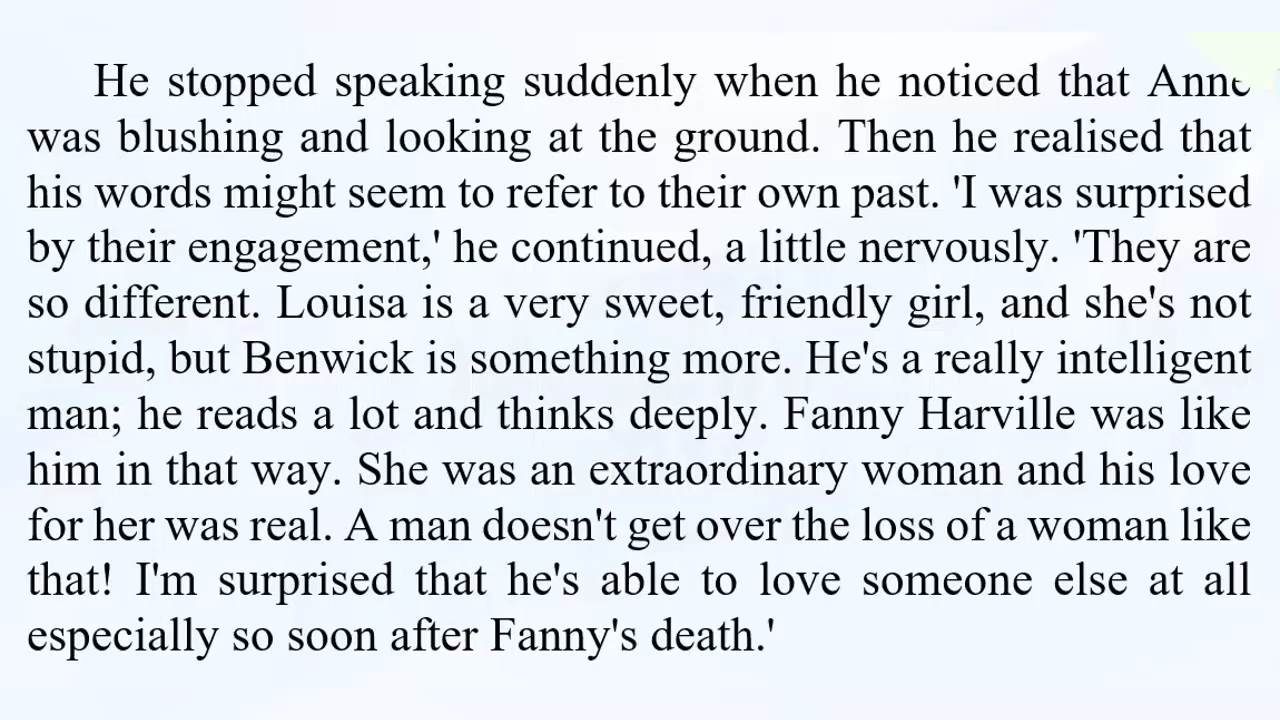 He stopped speaking suddenly when he noticed that Anne
was blushing and looking at the ground. Then he realised that
his words might seem to refer to their own past. 'I was surprised
by their engagement,' he continued, a little nervously. 'They are
so different. Louisa is a very sweet, friendly girl, and she's not
stupid, but Benwick is something more. He's a really intelligent
man; he reads a lot and thinks deeply. Fanny Harville was like
him in that way. She was an extraordinary woman and his love
for her was real. A man doesn't get over the loss of a woman like
that! I'm surprised that he's able to love someone else at all
especially so soon after Fanny's death.'